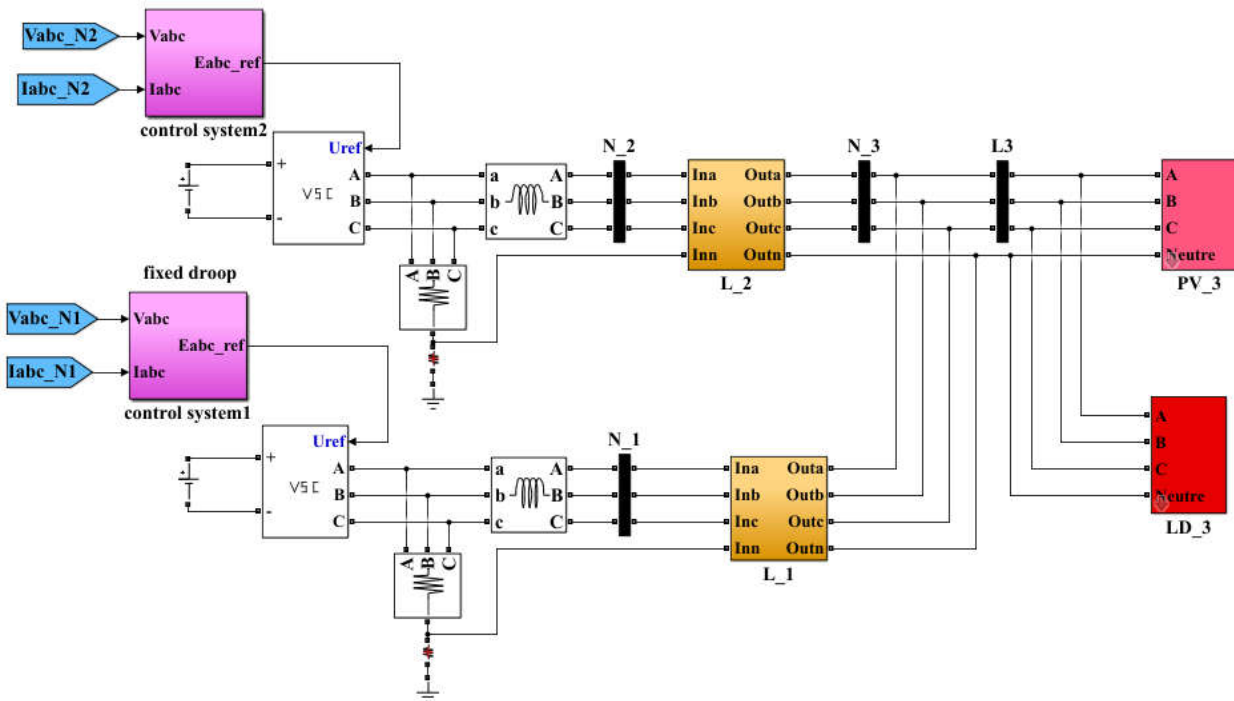 Vabc_N2
Iabc_N2
Vabc
Eabc_ref
Iabc
control system2
Uref
+
-
VSC
A
B
C
a
b
c
A
B
C
A
B
C
N_2
Ina
Outa
Inb
Outb
Inc
Outc
Inn
Outn
L_2
N_3
L3
A
B
C
Neutre
PV_3
fixed droop
Vabc_N1
Iabc_N1
Vabc
Eabc_ref
Iabc
control system1
Uref
+
-
VSC
A
B
C
a
b
c
A
B
C
A
B
C
N_1
Ina
Outa
Inb
Outb
Inc
Outc
Inn
Outn
L_1
A
B
C
Neutre
LD_3